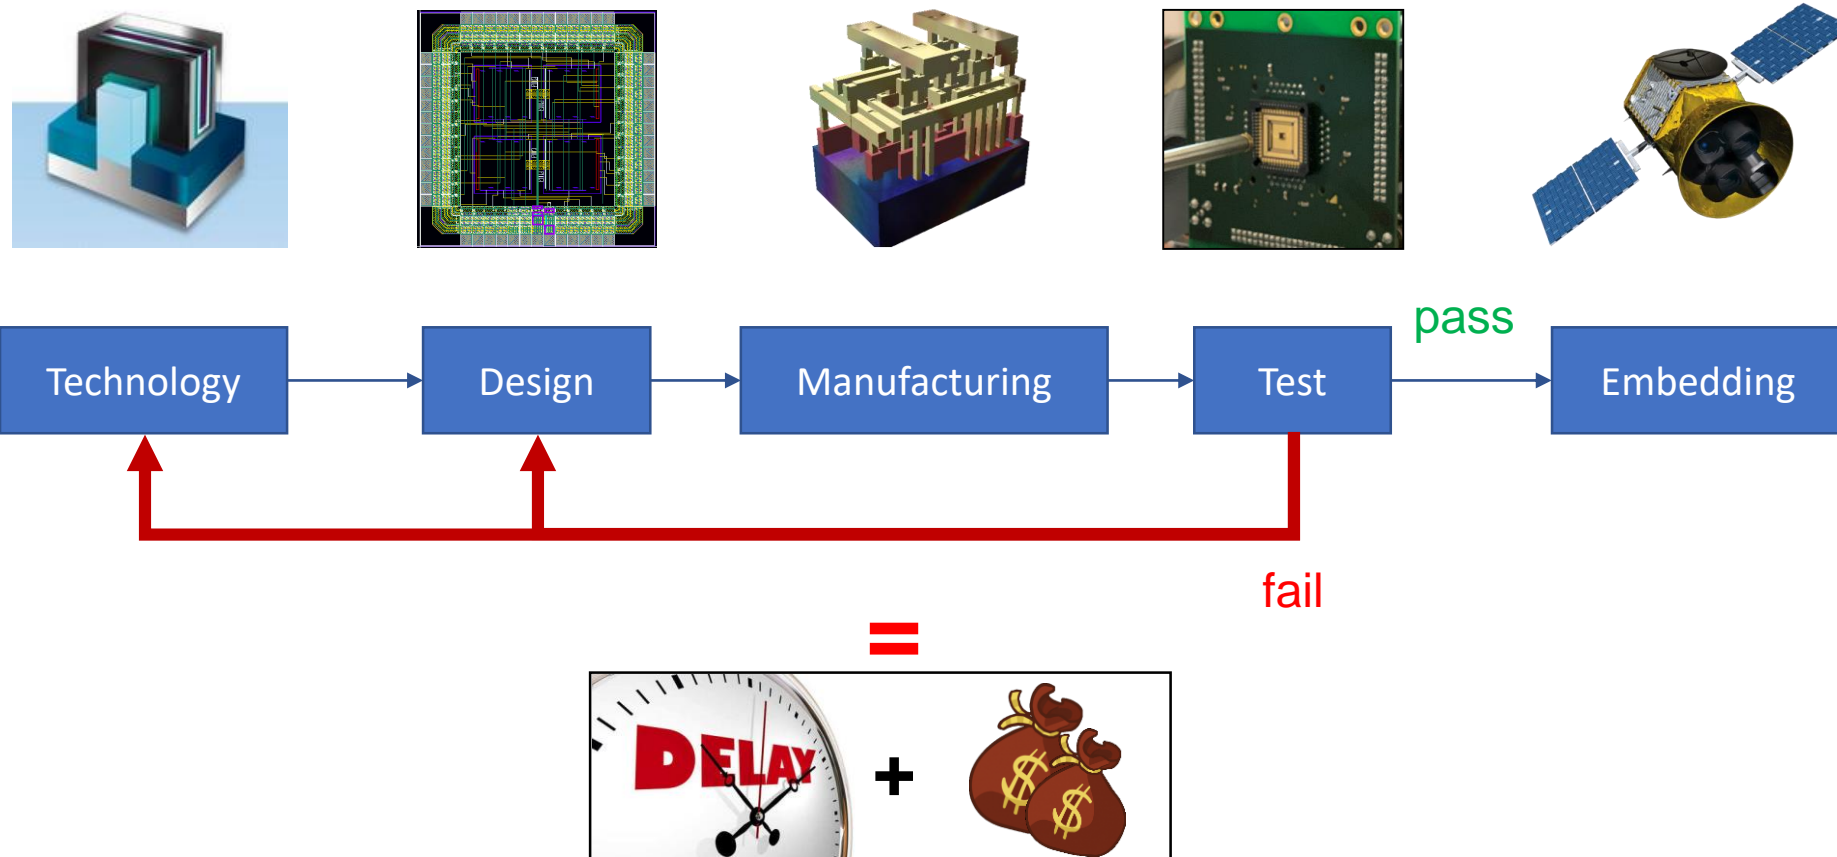 pass
Technology
Design
Manufacturing
Test
Embedding
fail
=
DELAY
+
$
$